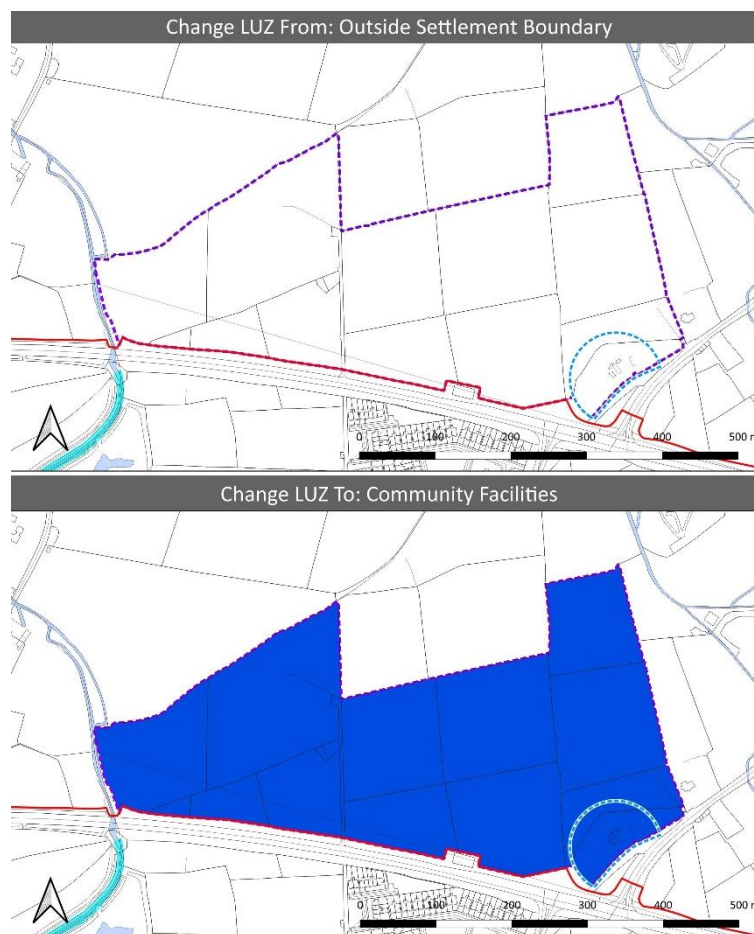 Change LUZ From: Outside Settlement Boundary
0 100 200 300 400 500 m
Change LUZ To: Community Facilities
0 100 200 300 400 500 m